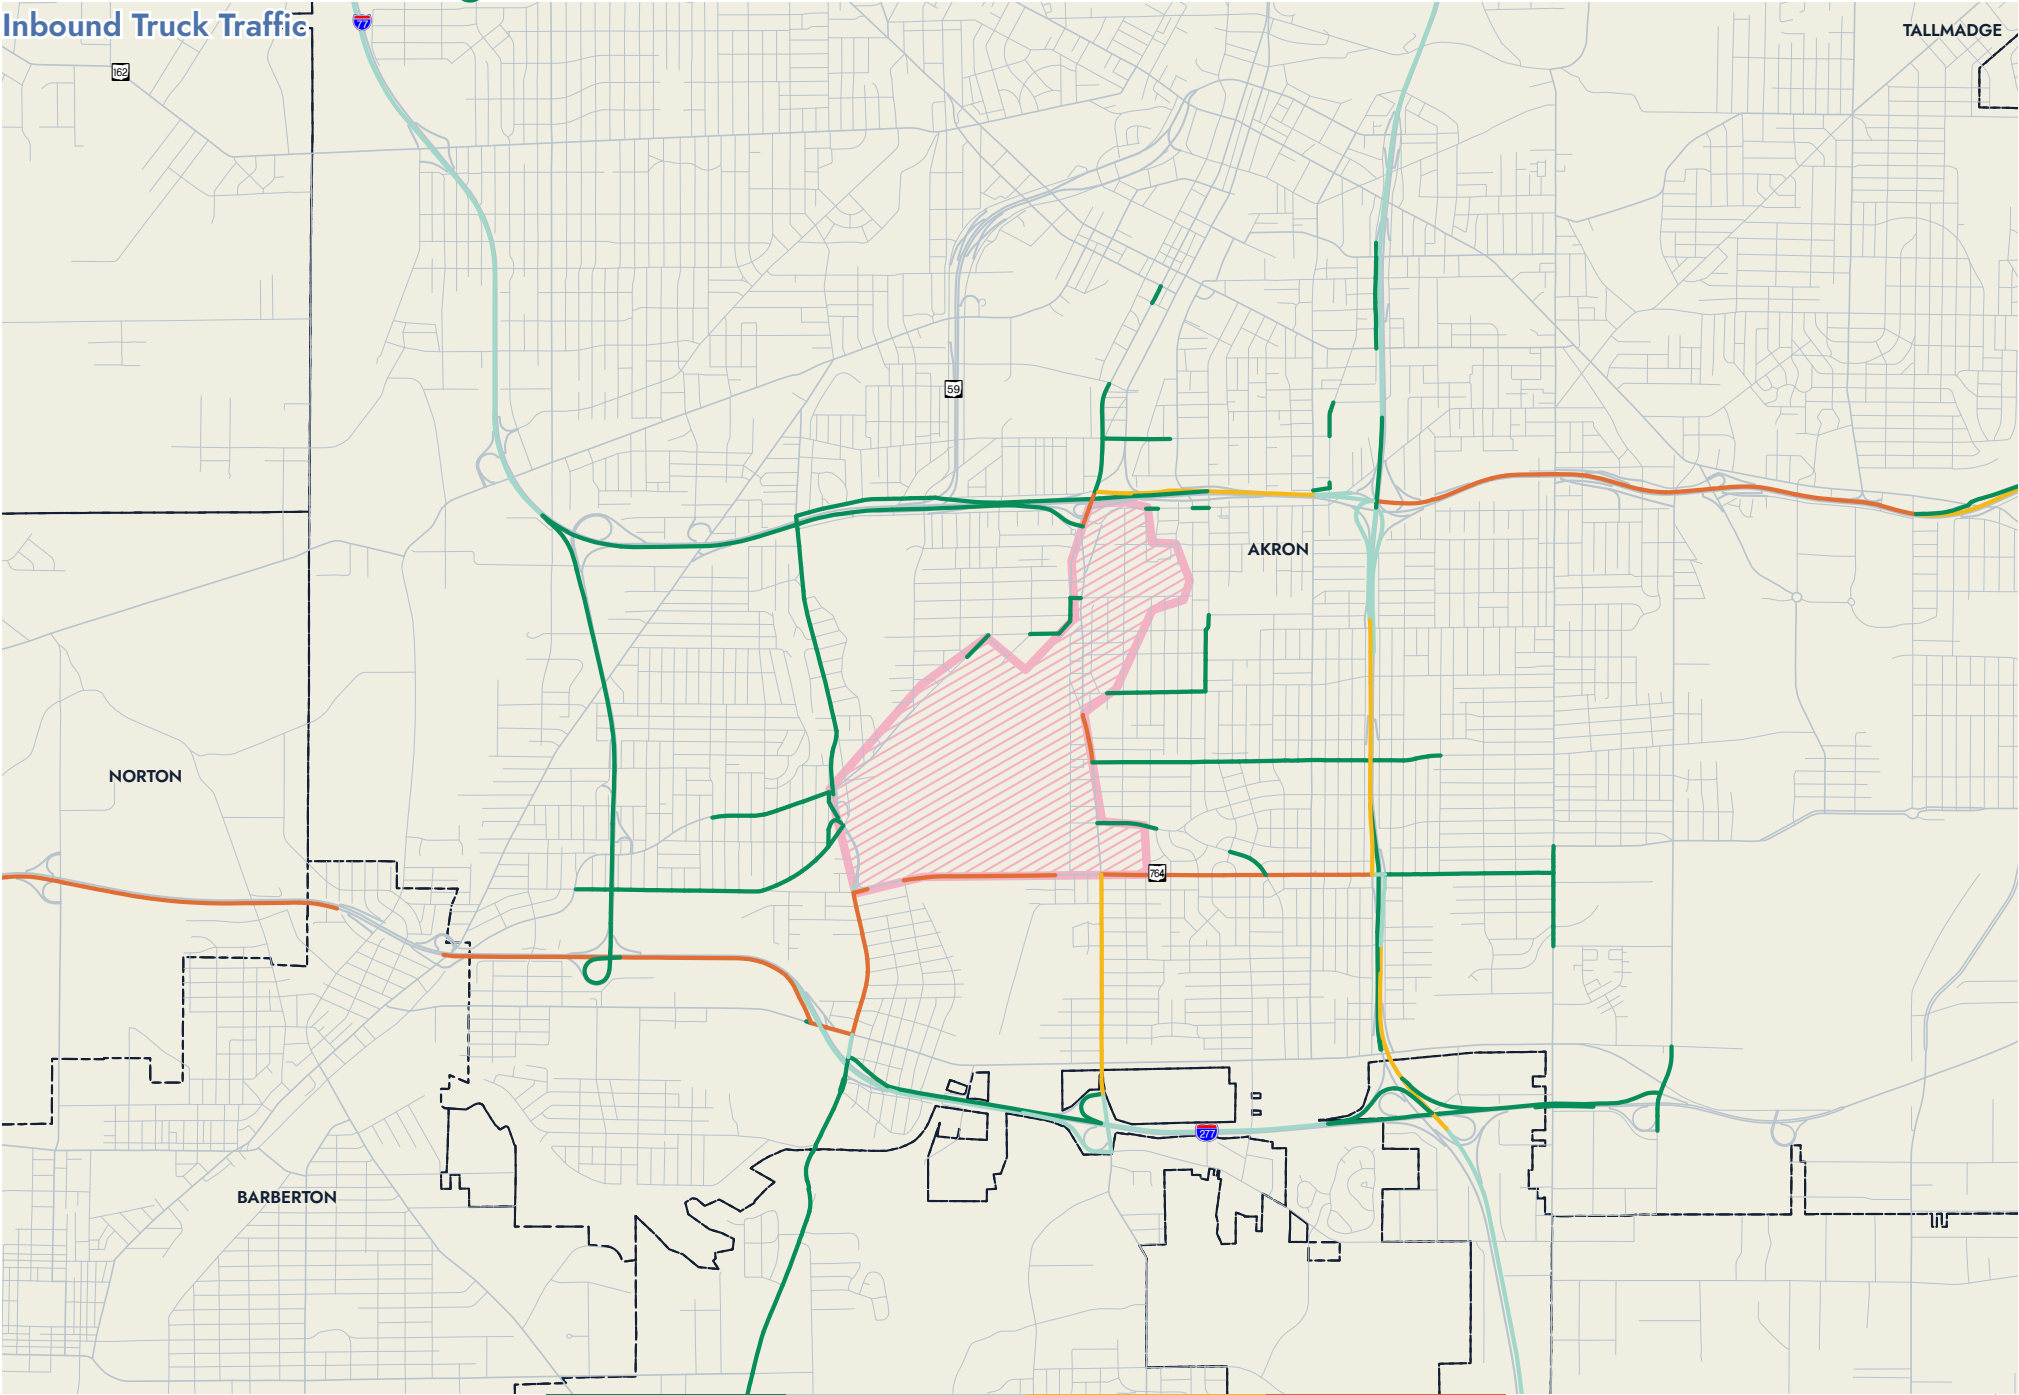 Inbound Truck Traffic
77
TALLMADGE
162
59
AKRON
NORTON
764
277
BARBERTON